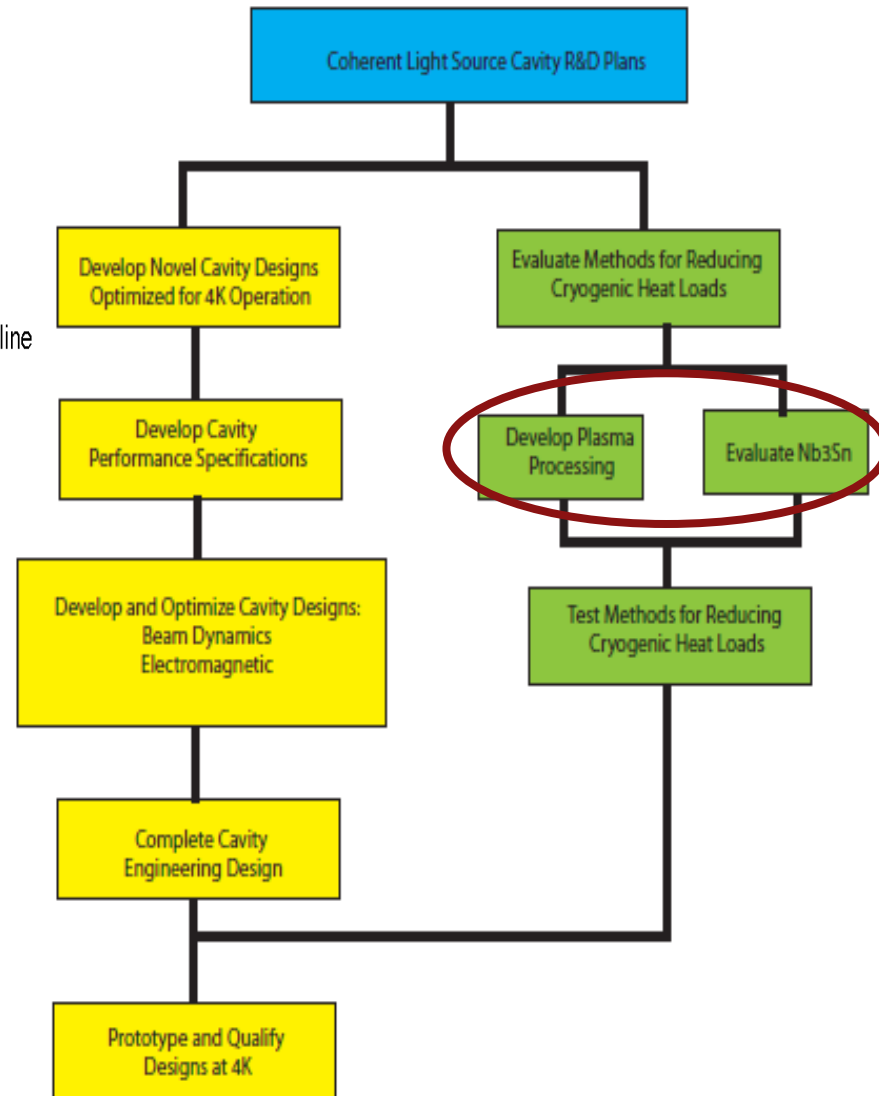 Coherent Light Source Cavity R&D Plans
Develop Novel Cavity Designs
Optimized for 4K Operation
Evaluate Methods for Reducing
Cryogenic Heat Loads
line
Develop Cavity
Performance Specifications
Develop Plasma
Processing
Evaluate Nb3Sn
Develop and Optimize Cavity Designs:
Beam Dynamics
Electromagnetic
Test Methods for Reducing
Cryogenic Heat Loads
Complete Cavity
Engineering Design
Prototype and Qualify
Designs at 4K